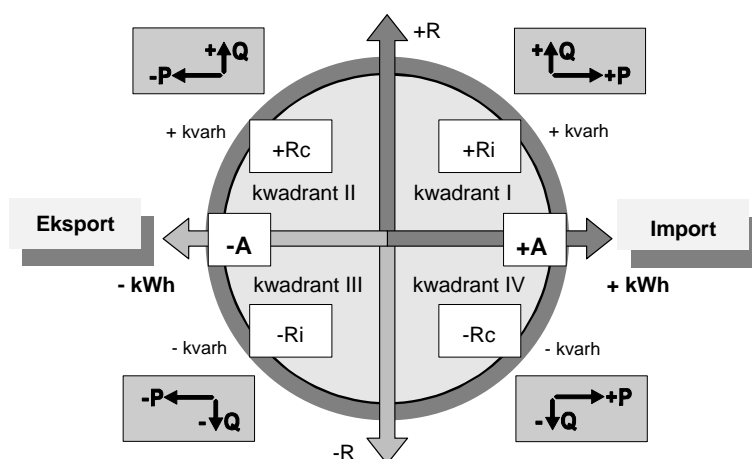 +R
+Q
-P
+Q
+P
+ kvarh
+ kvarh
+Rc
+Ri
kwadrant II
kwadrant I
Eksport
-A
+A
Import
- kWh
+ kWh
kwadrant III
kwadrant IV
-Ri
-Rc
- kvarh
- kvarh
-P
-Q
+P
-Q
-R